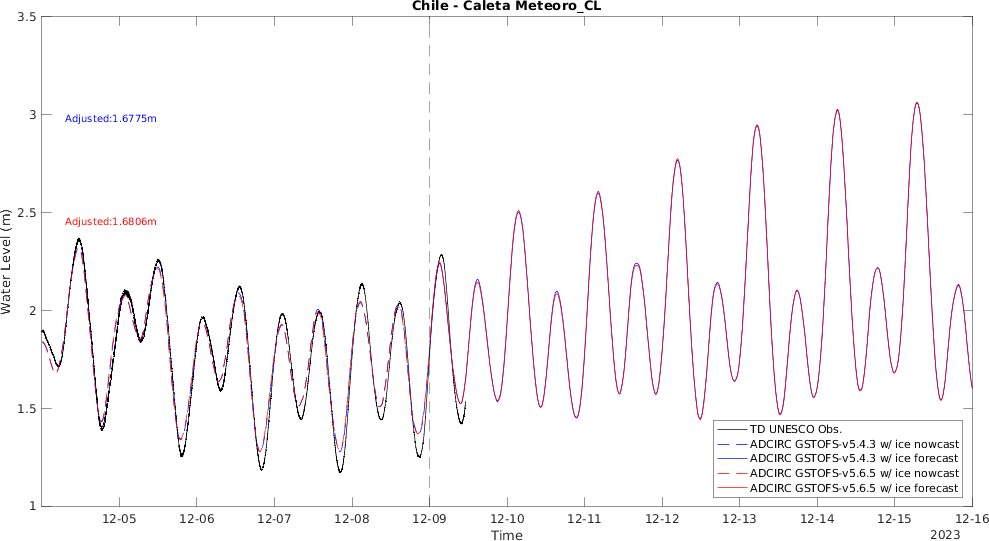 Chile - Caleta Meteoro_CL
3.5
3
2.5
2
1.5
1
Water Level (m)
Adjusted:1.6775m
Adjusted:1.6806m
TD UNESCO Obs.
ADCIRC GSTOFS-v5.4.3 w/ ice nowcast
ADCIRC GSTOFS-v5.4.3 w/ ice forecast
ADCIRC GSTOFS-v5.6.5 w/ ice nowcast
ADCIRC GSTOFS-v5.6.5 w/ ice forecast
12-05 12-06 12-07 12-08 12-09 12-10 12-11 12-12 12-13 12-14 12-15 12-16
Time
2023